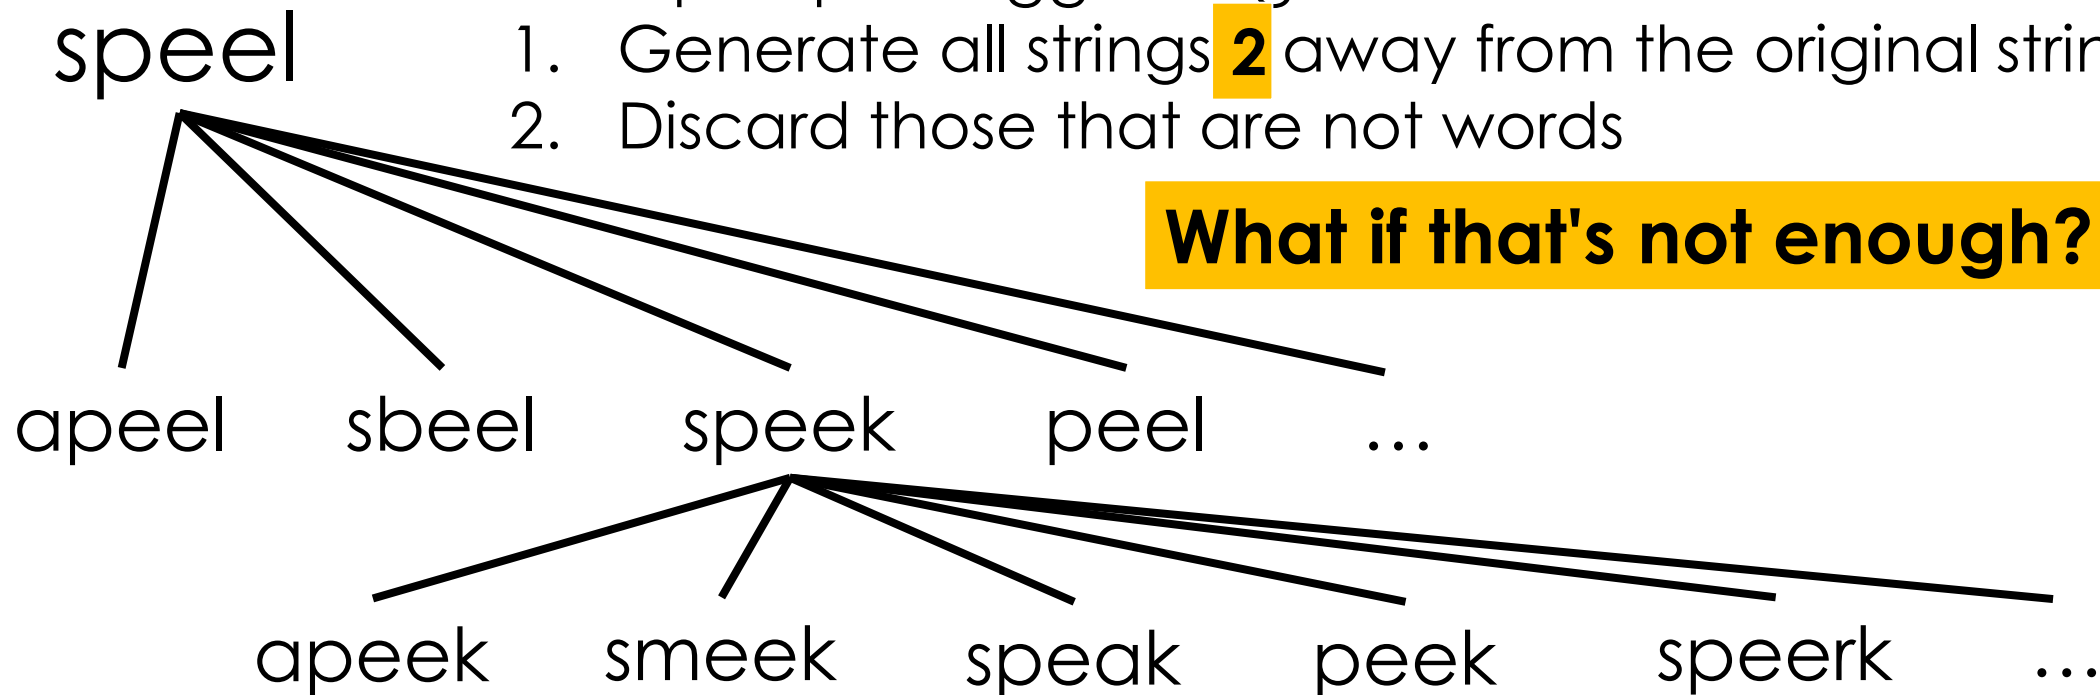 speel
1. Generate all strings 2 away from the original strin
2. Discard those that are not words
What if that's not enough?
apeel sbeel speek peel ...
apeek smeek speak peek speerk ...